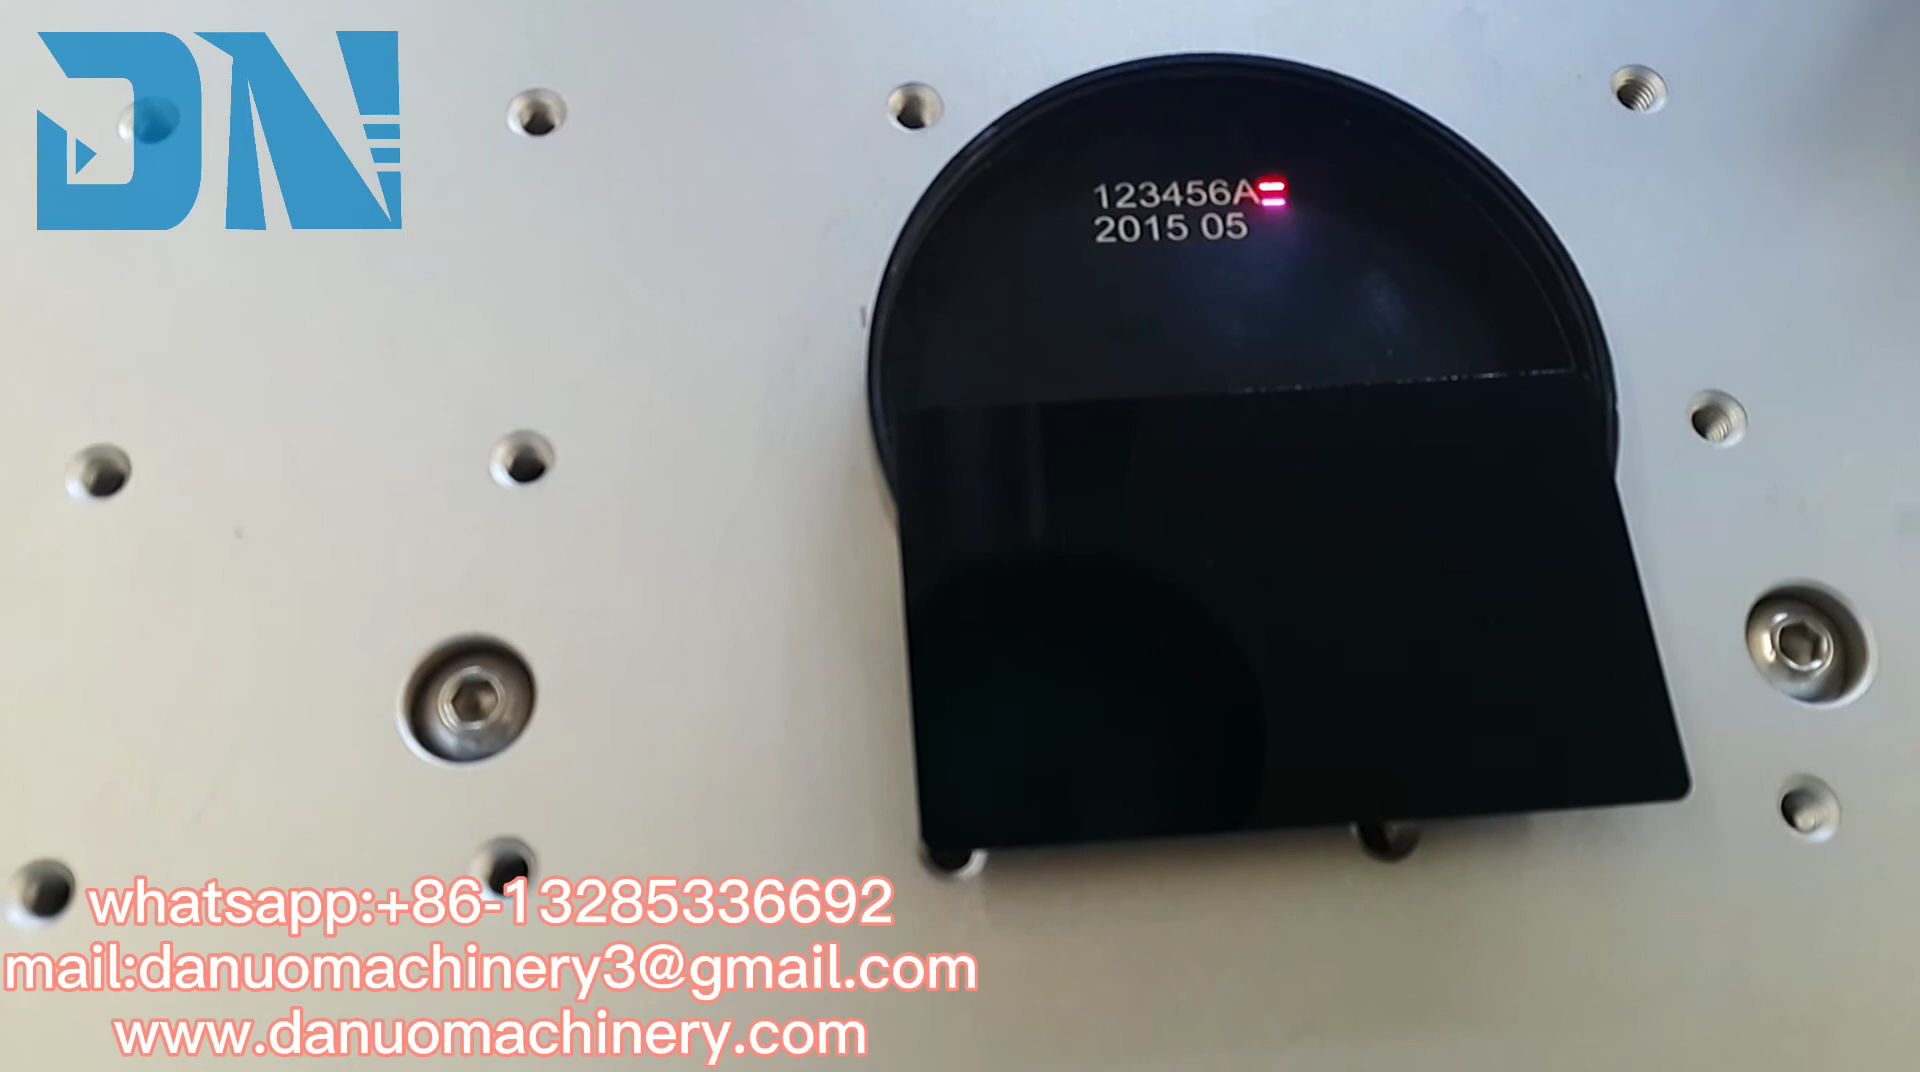 DN
123456A
2015 05
whatsapp:+86-13285336692
mail:danuomachinery3@gmail.com
www.danuomachinery.com